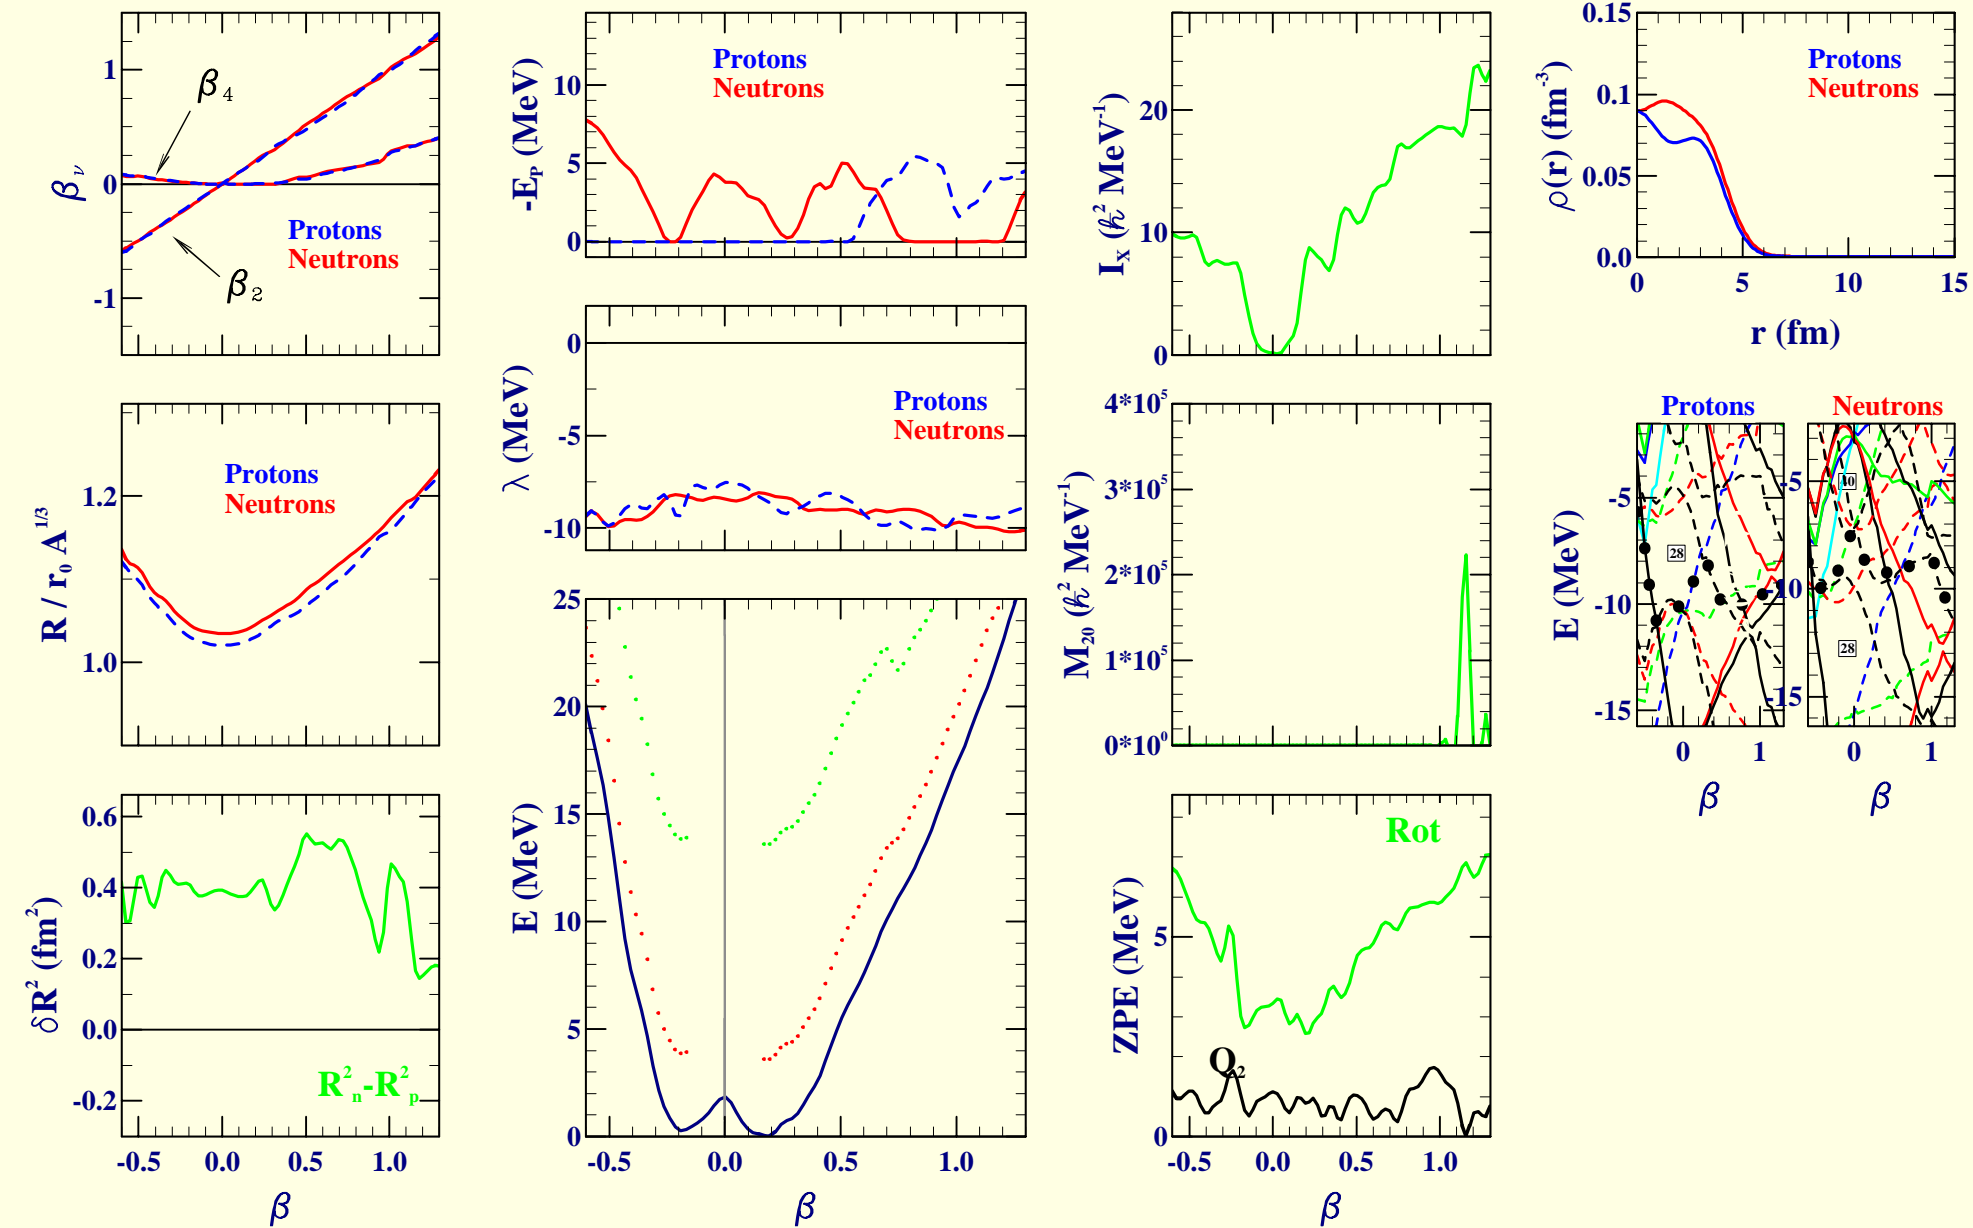 1
0
-1
β₄
β₂
Protons
Neutrons
βν
1.2
1.0
Protons
Neutrons
R / r₀ A^1/3
0.6
0.4
0.2
0.0
-0.2
R²n-R²p
δR² (fm²)
-0.5 0.0 0.5 1.0
β
10
5
0
Protons
Neutrons
-Eₚ (MeV)
0
-5
-10
Protons
Neutrons
λ (MeV)
25
20
15
10
5
0
E (MeV)
-0.5 0.0 0.5 1.0
β
20
10
0
Iₓ (ℏ² MeV⁻¹)
4*10⁵
3*10⁵
2*10⁵
1*10⁵
0*10⁰
M₂₀ (ℏ² MeV⁻¹)
5
0
Rot
Q₂
ZPE (MeV)
-0.5 0.0 0.5 1.0
β
0.15
0.1
0.05
0.0
Protons
Neutrons
ρ(r) (fm⁻³)
0 5 10 15
r (fm)
Protons
-5
-10
-15
28
E (MeV)
0 1
β
Neutrons
-5
-10
-15
40
28
0 1
β